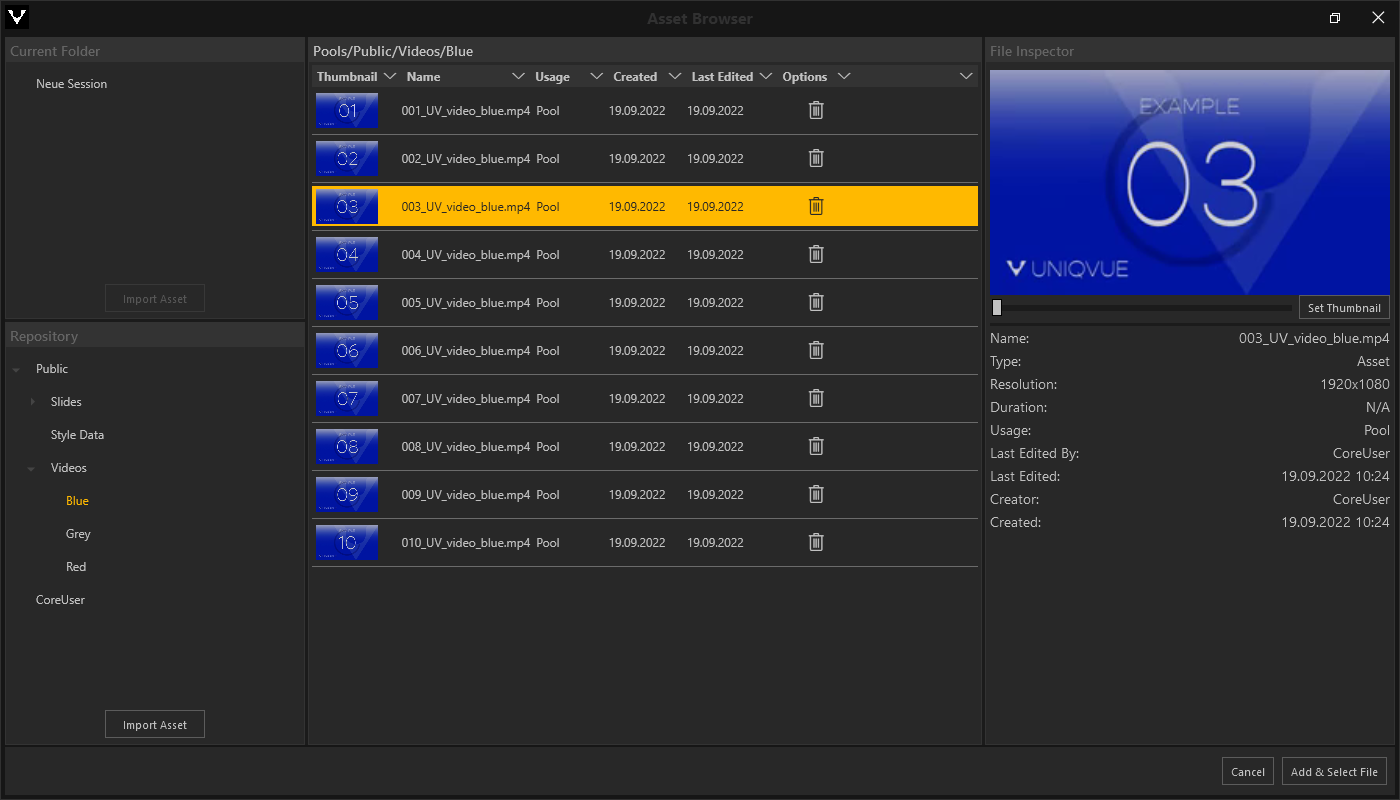 Asset Browser
Current Folder
Neue Session
Import Asset
Repository
Public
Slides
Style Data
Videos
Blue
Grey
Red
CoreUser
Import Asset
Pools/Public/Videos/Blue
Thumbnail Name Usage Created Last Edited Options
01 001_UV_video_blue.mp4 Pool 19.09.2022 19.09.2022
02 002_UV_video_blue.mp4 Pool 19.09.2022 19.09.2022
03 003_UV_video_blue.mp4 Pool 19.09.2022 19.09.2022
04 004_UV_video_blue.mp4 Pool 19.09.2022 19.09.2022
05 005_UV_video_blue.mp4 Pool 19.09.2022 19.09.2022
06 006_UV_video_blue.mp4 Pool 19.09.2022 19.09.2022
07 007_UV_video_blue.mp4 Pool 19.09.2022 19.09.2022
08 008_UV_video_blue.mp4 Pool 19.09.2022 19.09.2022
09 009_UV_video_blue.mp4 Pool 19.09.2022 19.09.2022
10 010_UV_video_blue.mp4 Pool 19.09.2022 19.09.2022
File Inspector
EXAMPLE
03
UNIQVUE
Set Thumbnail
Name: 003_UV_video_blue.mp4
Type: Asset
Resolution: 1920x1080
Duration: N/A
Usage: Pool
Last Edited By: CoreUser
Last Edited: 19.09.2022 10:24
Creator: CoreUser
Created: 19.09.2022 10:24
Cancel
Add & Select File